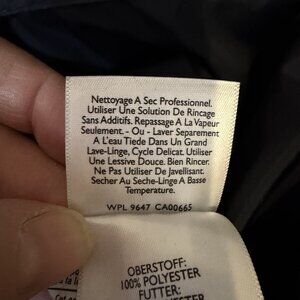 Nettoyage A Sec Professionnel.
Utiliser Une Solution De Rincage
Sans Additifs. Repassage A La Vapeur
Seulement. - Ou - Laver Separement
A L'eau Tiede Dans Un Grand
Lave-Linge, Cycle Delicat. Utiliser
Une Lessive Douce. Bien Rincer.
Ne Pas Utiliser De Javellisant.
Secher Au Seche-Linge A Basse
Temperature.
WPL 9647 CA00665
OBERSTOFF:
100% POLYESTER
FUTTER:
POLYESTER